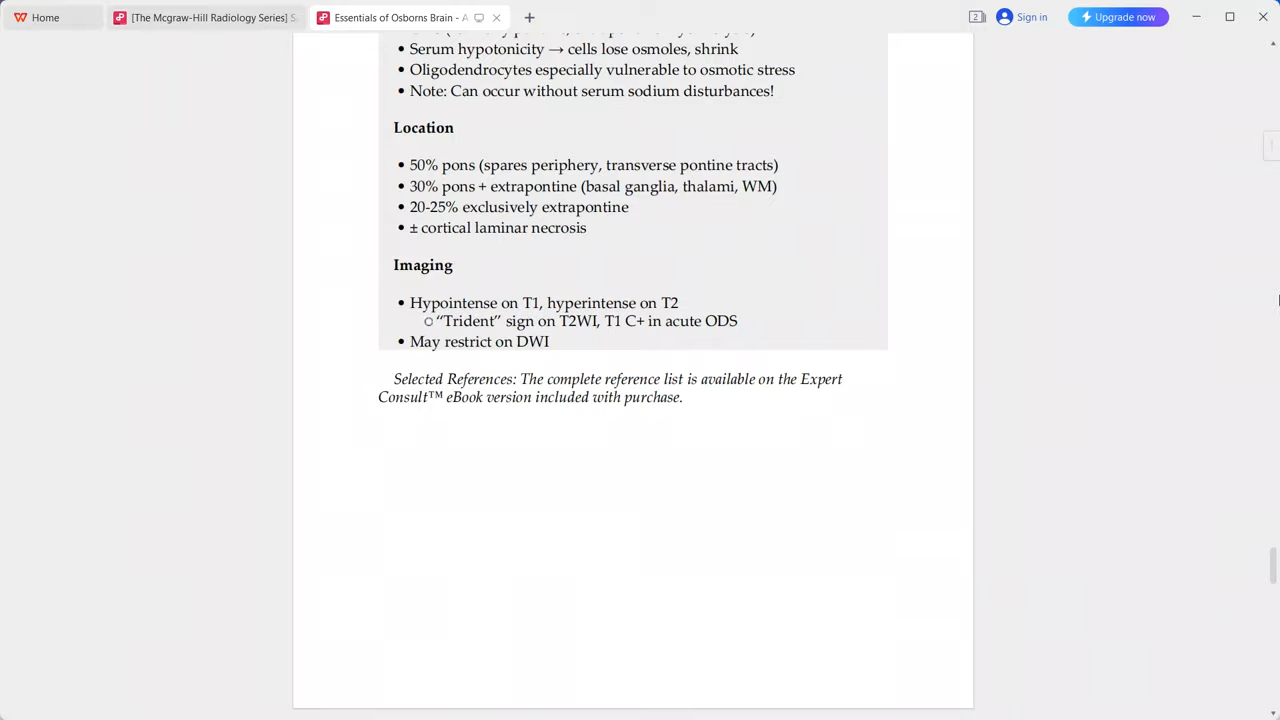 Home
[The Mcgraw-Hill Radiology Series] S
Essentials of Osborns Brain - A
2
Sign in
Upgrade now
• Serum hypotonicity → cells lose osmoles, shrink
• Oligodendrocytes especially vulnerable to osmotic stress
• Note: Can occur without serum sodium disturbances!
Location
• 50% pons (spares periphery, transverse pontine tracts)
• 30% pons + extrapontine (basal ganglia, thalami, WM)
• 20-25% exclusively extrapontine
• ± cortical laminar necrosis
Imaging
• Hypointense on T1, hyperintense on T2
○ “Trident” sign on T2WI, T1 C+ in acute ODS
• May restrict on DWI
Selected References: The complete reference list is available on the Expert
Consult™ eBook version included with purchase.